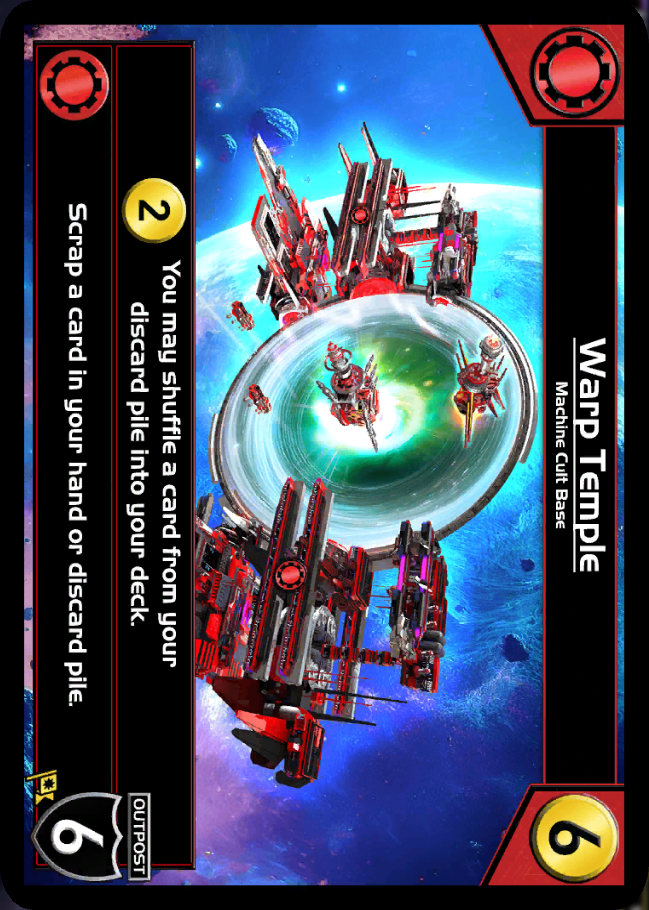 Warp Temple
Machine Cult Base
6
2
You may shuffle a card from your
discard pile into your deck.
Scrap a card in your hand or discard pile.
OUTPOST
6